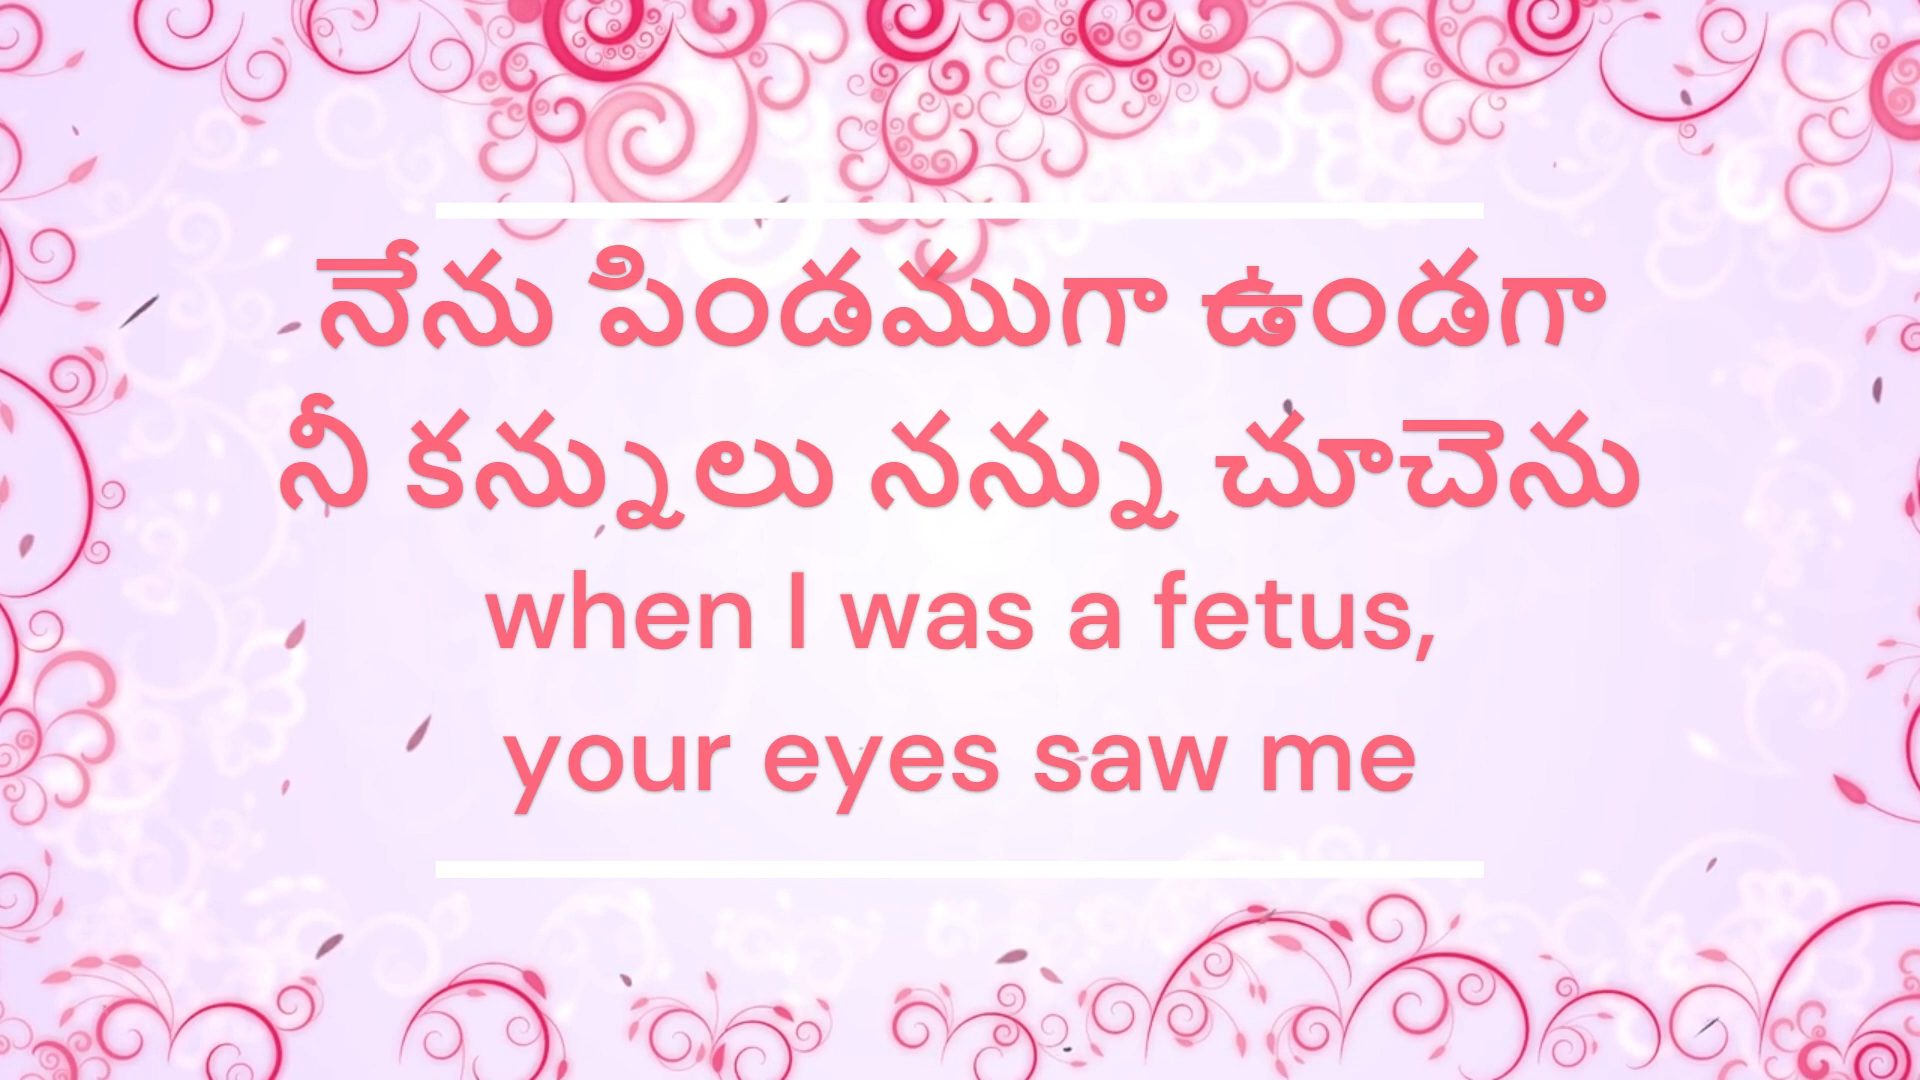 నేను పిండముగా ఉండగా
నీ కన్నులు నన్ను చూచెను
when I was a fetus,
your eyes saw me